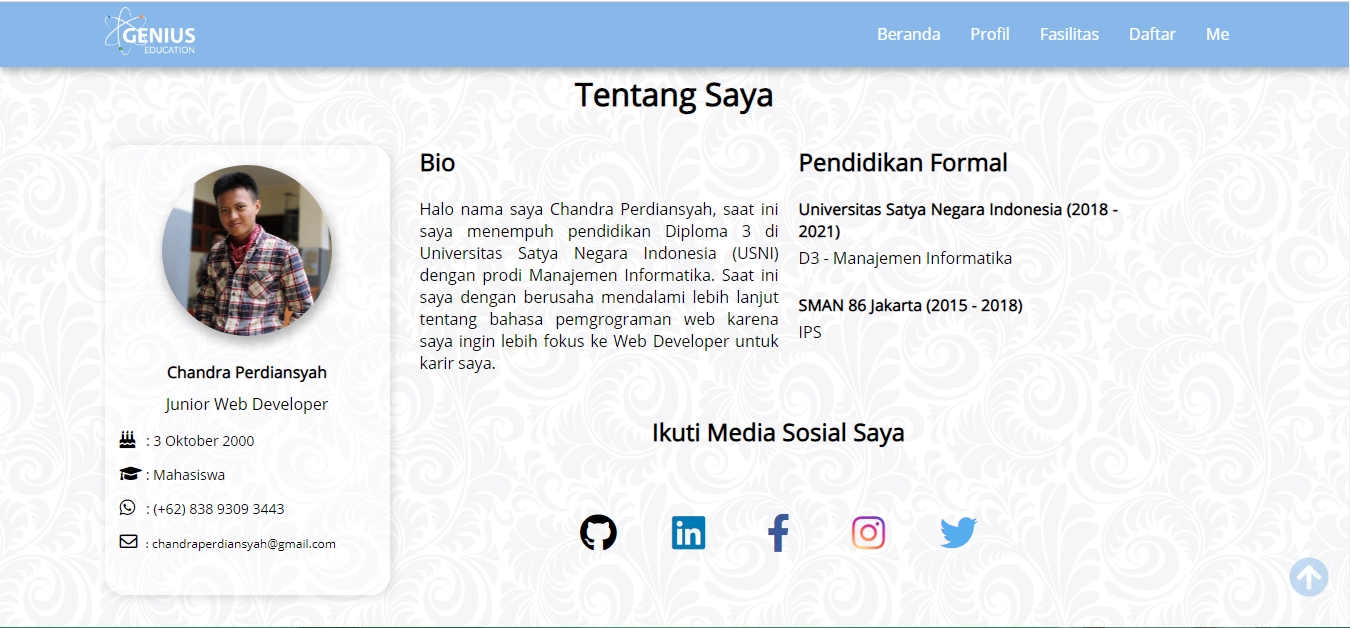 GENIUS
EDUCATION
Beranda Profil Fasilitas Daftar Me
Tentang Saya
Chandra Perdiansyah
Junior Web Developer
: 3 Oktober 2000
: Mahasiswa
: (+62) 838 9309 3443
: chandraperdiansyah@gmail.com
Bio
Halo nama saya Chandra Perdiansyah, saat ini
saya menempuh pendidikan Diploma 3 di
Universitas Satya Negara Indonesia (USNI)
dengan prodi Manajemen Informatika. Saat ini
saya dengan berusaha mendalami lebih lanjut
tentang bahasa pemgrograman web karena
saya ingin lebih fokus ke Web Developer untuk
karir saya.
Pendidikan Formal
Universitas Satya Negara Indonesia (2018 -
2021)
D3 - Manajemen Informatika
SMAN 86 Jakarta (2015 - 2018)
IPS
Ikuti Media Sosial Saya
in